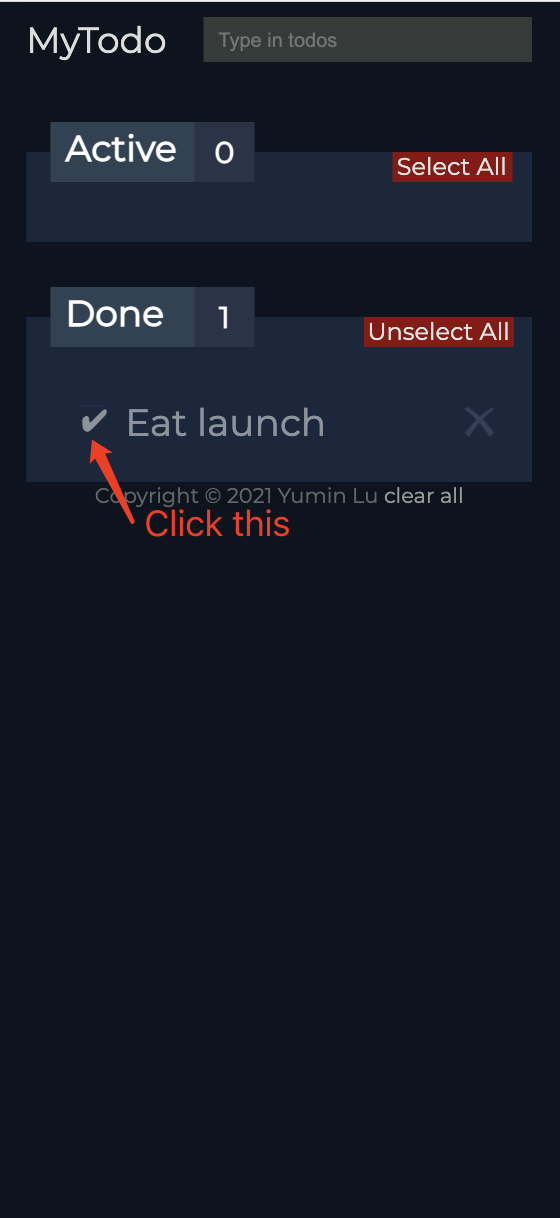 MyTodo Type in todos
Active 0 Select All
Done 1 Unselect All
✔ Eat launch ✕
Copyright © 2021 Yumin Lu clear all
Click this